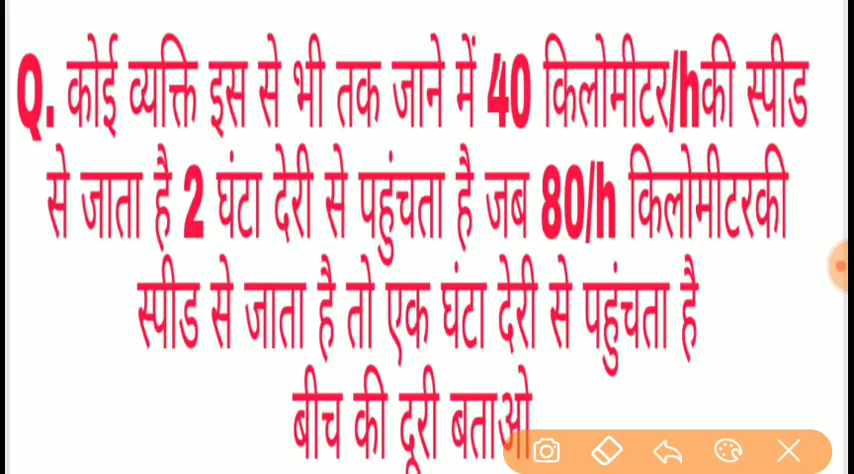 Q. कोई व्यक्ति इस से भी तक जाने में 40 किलोमीटर/hकी स्पीड
से जाता है 2 घंटा देरी से पहुंचता है जब 80/h किलोमीटरकी
स्पीड से जाता है तो एक घंटा देरी से पहुंचता है
बीच की दूरी बताओ